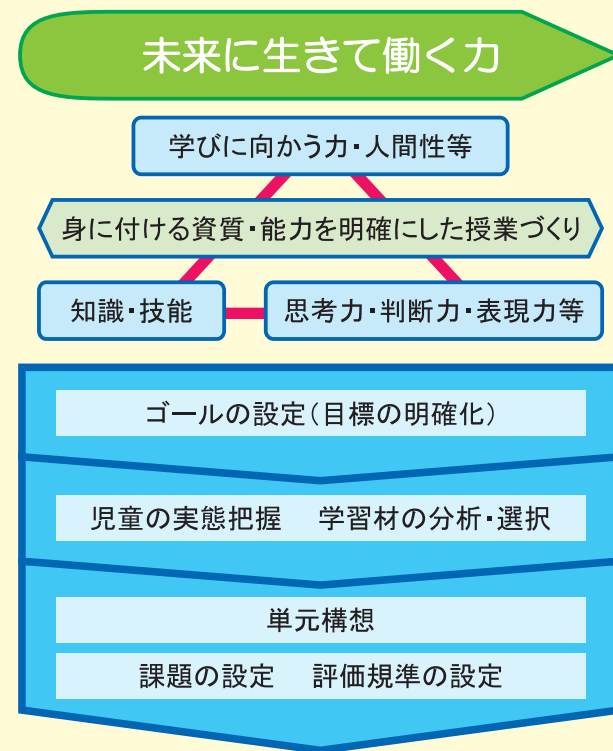 未来に生きて働く力
学びに向かう力・人間性等
身に付ける資質・能力を明確にした授業づくり
知識・技能
思考力・判断力・表現力等
ゴールの設定（目標の明確化）
児童の実態把握　学習材の分析・選択
単元構想
課題の設定　評価規準の設定